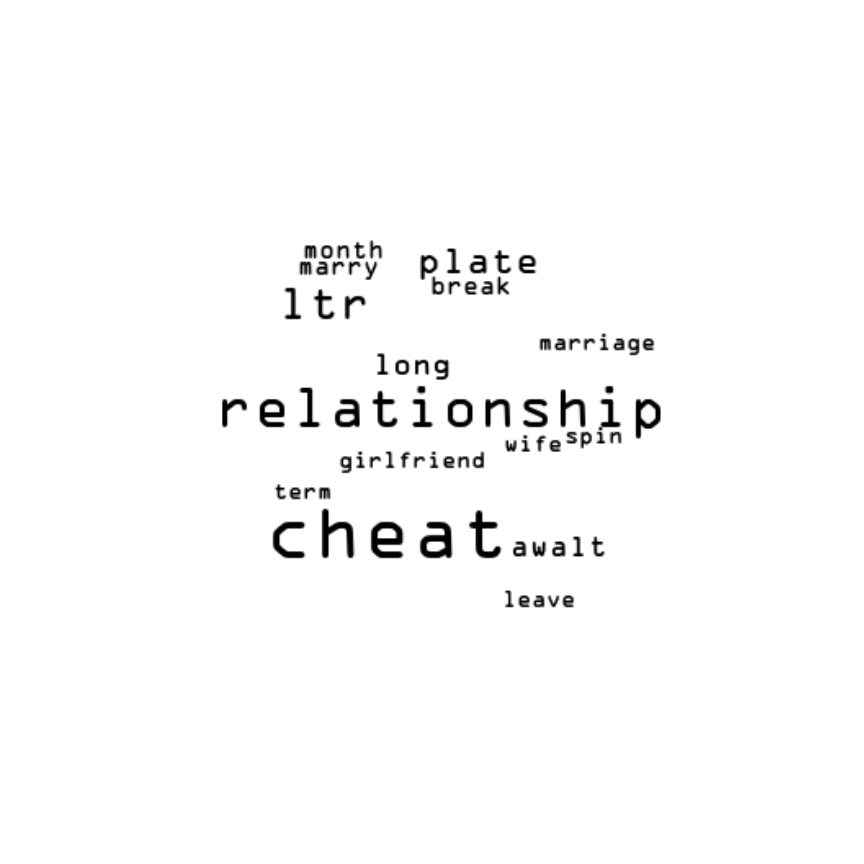 month
marry
plate
break
ltr
marriage
long
relationship
wife
spin
girlfriend
term
cheat
awalt
leave